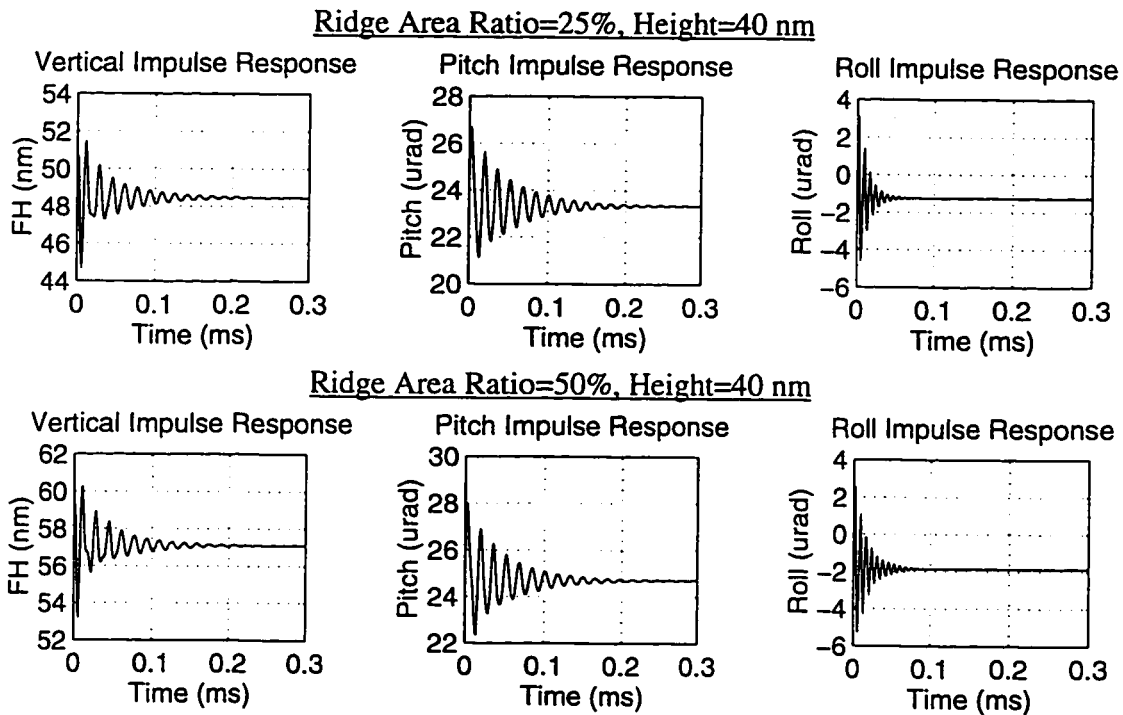 Ridge Area Ratio=25%, Height=40 nm
Vertical Impulse Response
Pitch Impulse Response
Roll Impulse Response
FH (nm)
54
52
50
48
46
44
0
0.1
0.2
0.3
Time (ms)
Pitch (urad)
28
26
24
22
20
0
0.1
0.2
0.3
Time (ms)
Roll (urad)
4
2
0
−2
−4
−6
0
0.1
0.2
0.3
Time (ms)
Ridge Area Ratio=50%, Height=40 nm
Vertical Impulse Response
Pitch Impulse Response
Roll Impulse Response
FH (nm)
62
60
58
56
54
52
0
0.1
0.2
0.3
Time (ms)
Pitch (urad)
30
28
26
24
22
0
0.1
0.2
0.3
Time (ms)
Roll (urad)
4
2
0
−2
−4
−6
0
0.1
0.2
0.3
Time (ms)